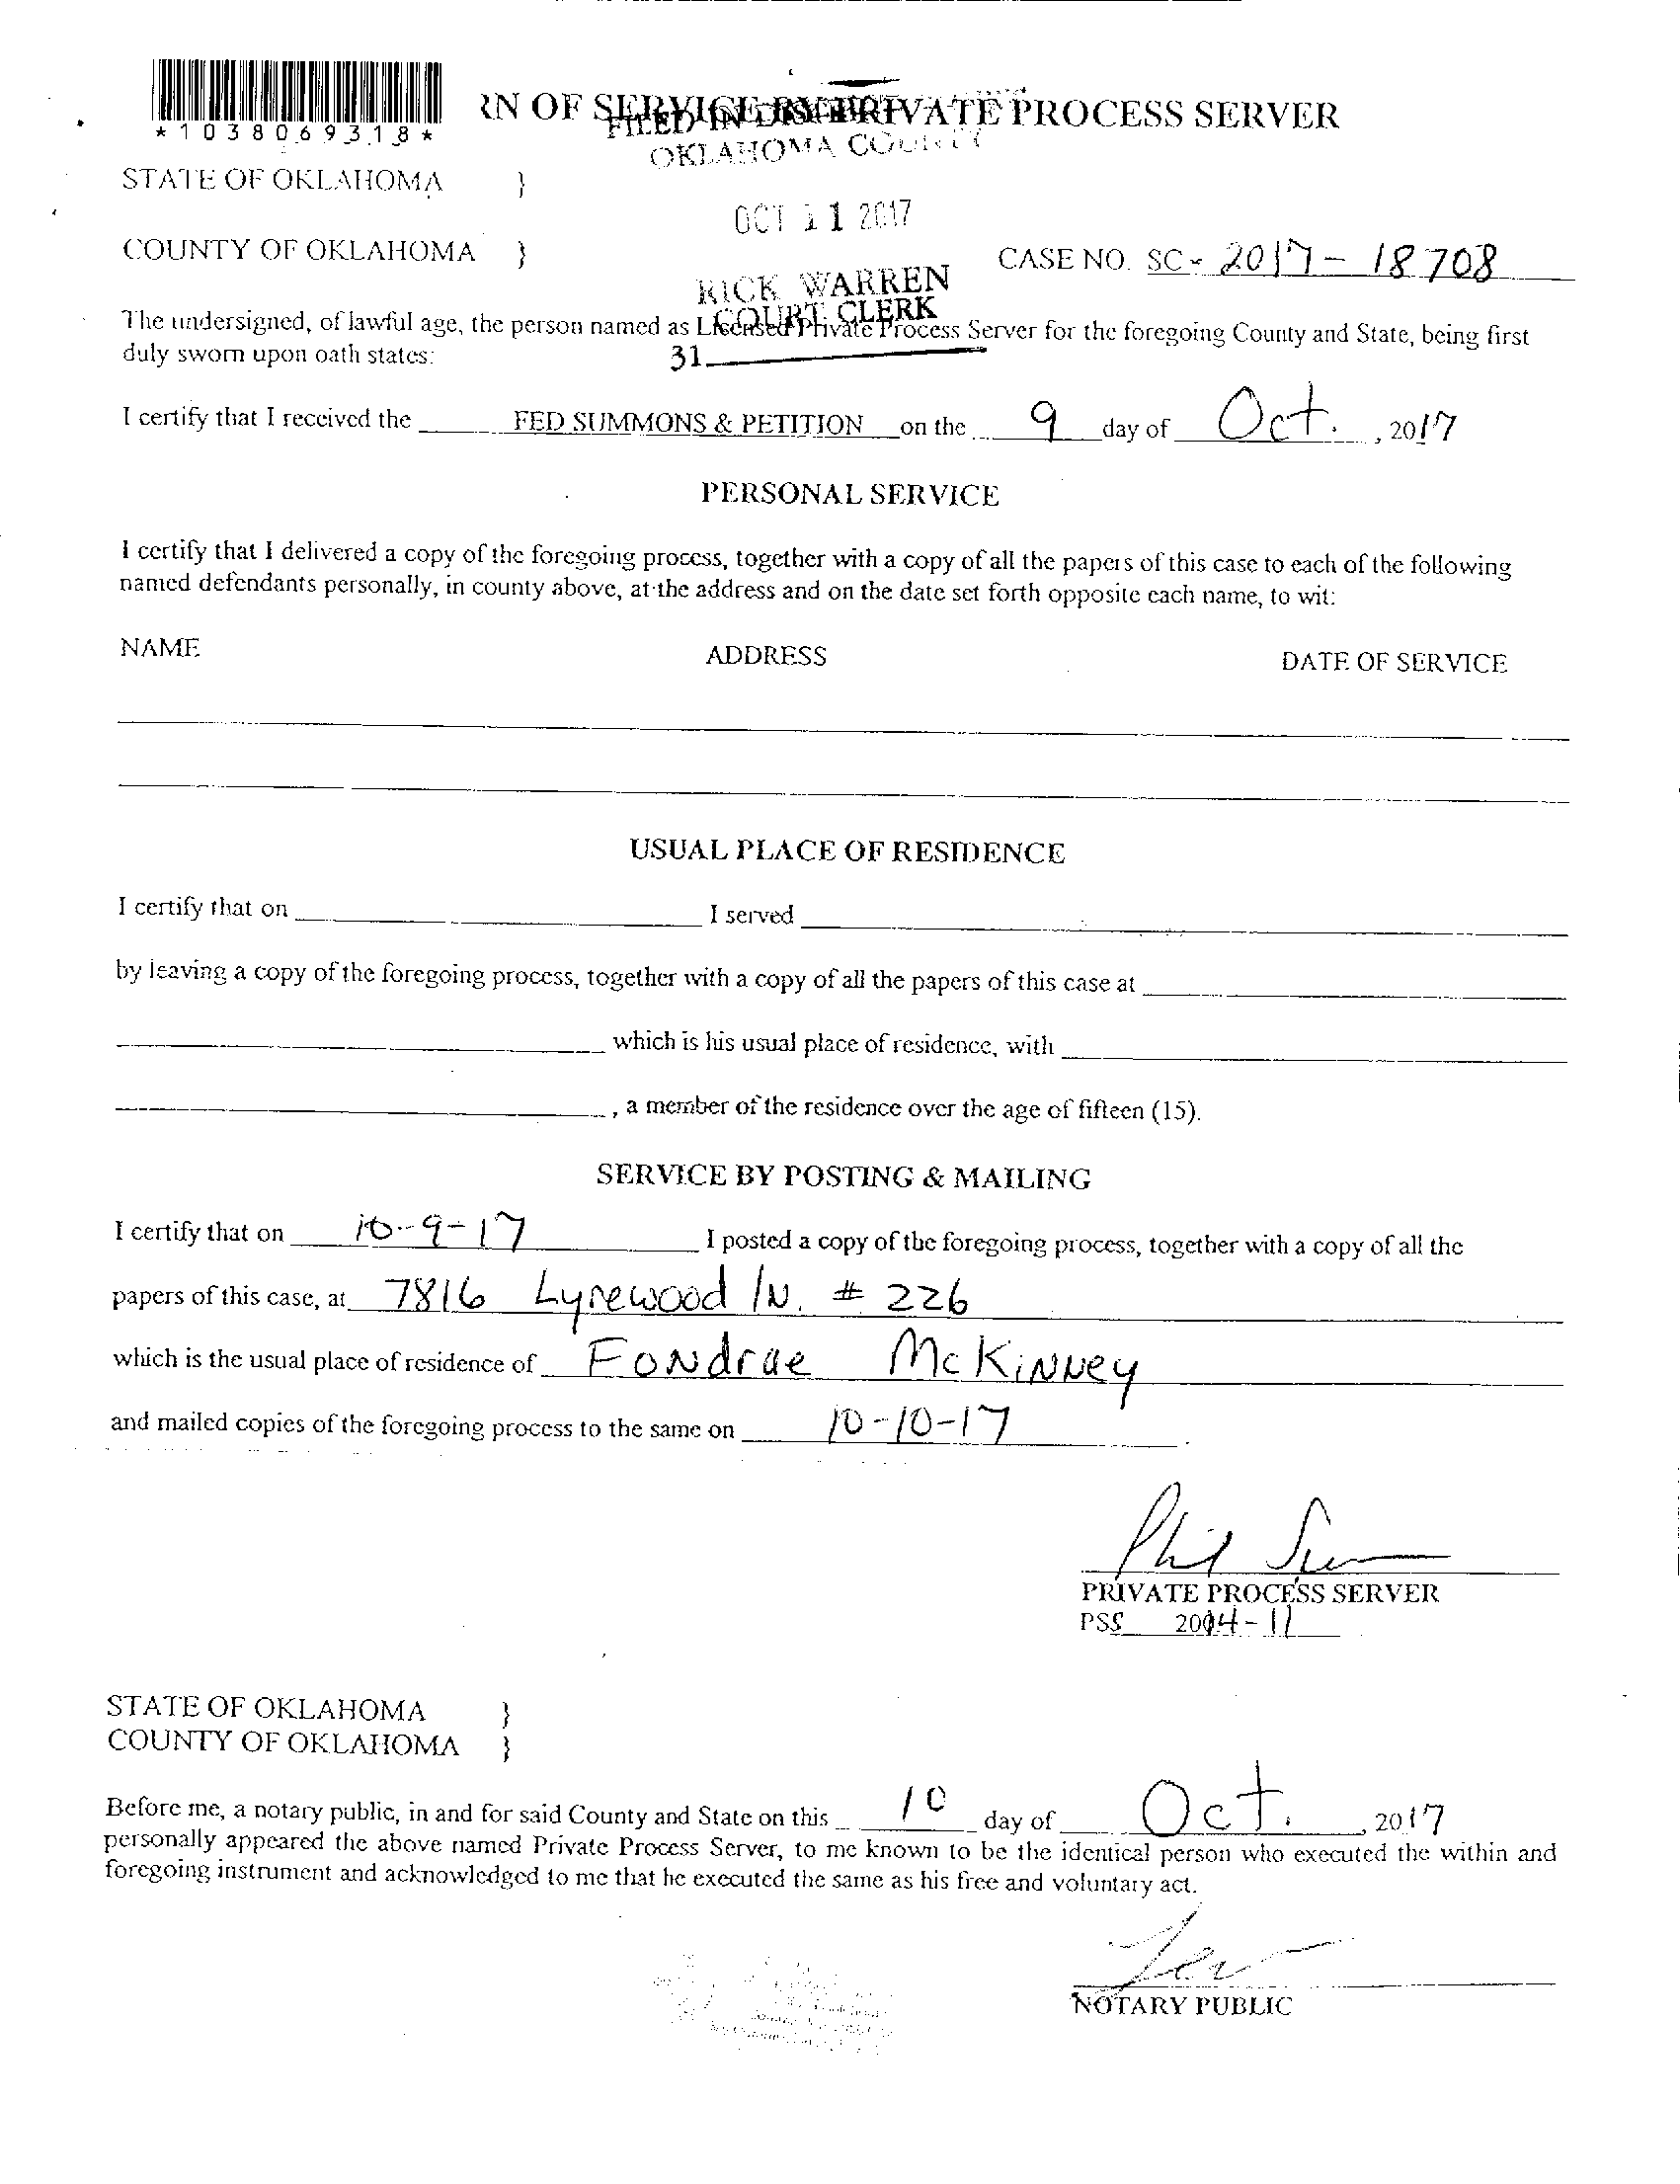 RN OF SERVICE BY PRIVATE PROCESS SERVER
*1038069318*
FILED IN DISTRICT
OKLAHOMA COUNTY
STATE OF OKLAHOMA }
OCT 11 2017
COUNTY OF OKLAHOMA } CASE NO. SC- 2017-18708
RICK WARREN
COURT CLERK
The undersigned, of lawful age, the person named as Licensed Private Process Server for the foregoing County and State, being first
duly sworn upon oath states:
31
I certify that I received the FED SUMMONS & PETITION on the 9 day of Oct. , 2017
PERSONAL SERVICE
I certify that I delivered a copy of the foregoing process, together with a copy of all the papers of this case to each of the following
named defendants personally, in county above, at the address and on the date set forth opposite each name, to wit:
NAME ADDRESS DATE OF SERVICE
USUAL PLACE OF RESIDENCE
I certify that on I served
by leaving a copy of the foregoing process, together with a copy of all the papers of this case at
which is his usual place of residence, with
, a member of the residence over the age of fifteen (15).
SERVICE BY POSTING & MAILING
I certify that on 10-9-17 I posted a copy of the foregoing process, together with a copy of all the
papers of this case, at 7816 Lyrewood ln. # 226
which is the usual place of residence of Fondrae McKinney
and mailed copies of the foregoing process to the same on 10-10-17.
Phil
PRIVATE PROCESS SERVER
PSS 2014-11
STATE OF OKLAHOMA }
COUNTY OF OKLAHOMA }
Before me, a notary public, in and for said County and State on this 10 day of Oct. , 2017
personally appeared the above named Private Process Server, to me known to be the identical person who executed the within and
foregoing instrument and acknowledged to me that he executed the same as his free and voluntary act.
NOTARY PUBLIC